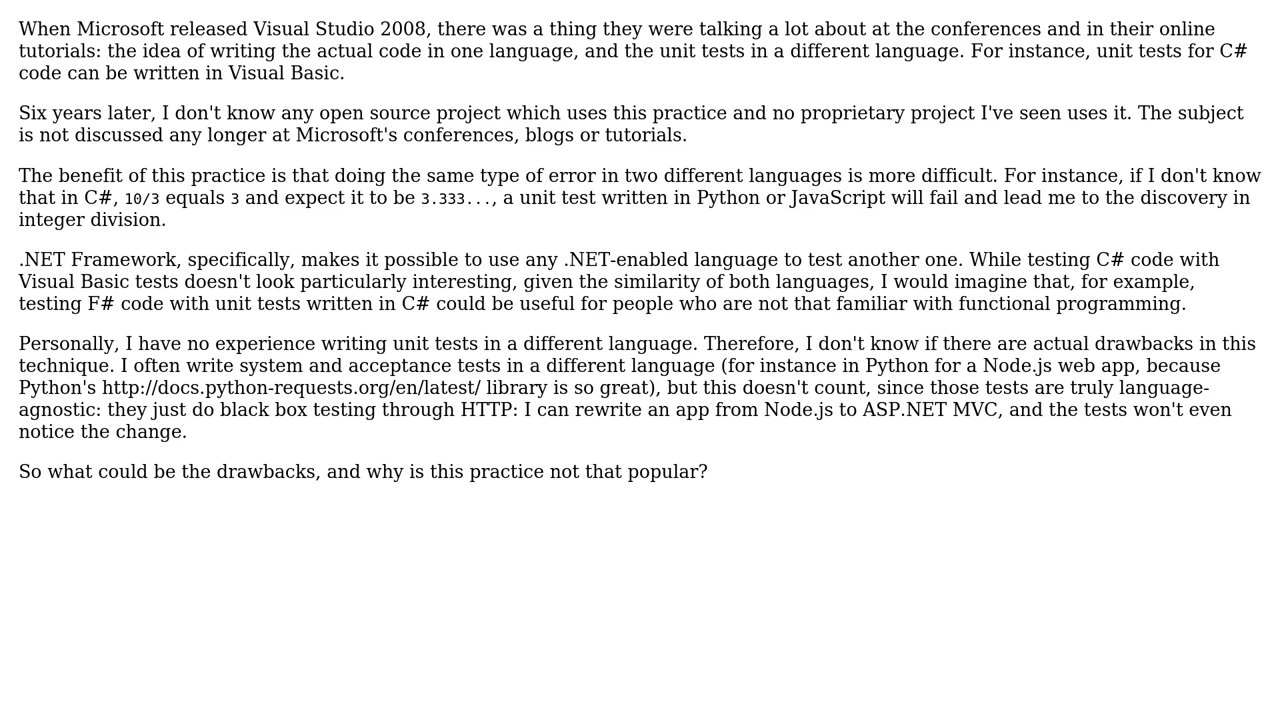 When Microsoft released Visual Studio 2008, there was a thing they were talking a lot about at the conferences and in their online
tutorials: the idea of writing the actual code in one language, and the unit tests in a different language. For instance, unit tests for C#
code can be written in Visual Basic.
Six years later, I don't know any open source project which uses this practice and no proprietary project I've seen uses it. The subject
is not discussed any longer at Microsoft's conferences, blogs or tutorials.
The benefit of this practice is that doing the same type of error in two different languages is more difficult. For instance, if I don't know
that in C#, 10/3 equals 3 and expect it to be 3.333..., a unit test written in Python or JavaScript will fail and lead me to the discovery in
integer division.
.NET Framework, specifically, makes it possible to use any .NET-enabled language to test another one. While testing C# code with
Visual Basic tests doesn't look particularly interesting, given the similarity of both languages, I would imagine that, for example,
testing F# code with unit tests written in C# could be useful for people who are not that familiar with functional programming.
Personally, I have no experience writing unit tests in a different language. Therefore, I don't know if there are actual drawbacks in this
technique. I often write system and acceptance tests in a different language (for instance in Python for a Node.js web app, because
Python's http://docs.python-requests.org/en/latest/ library is so great), but this doesn't count, since those tests are truly language-
agnostic: they just do black box testing through HTTP: I can rewrite an app from Node.js to ASP.NET MVC, and the tests won't even
notice the change.
So what could be the drawbacks, and why is this practice not that popular?